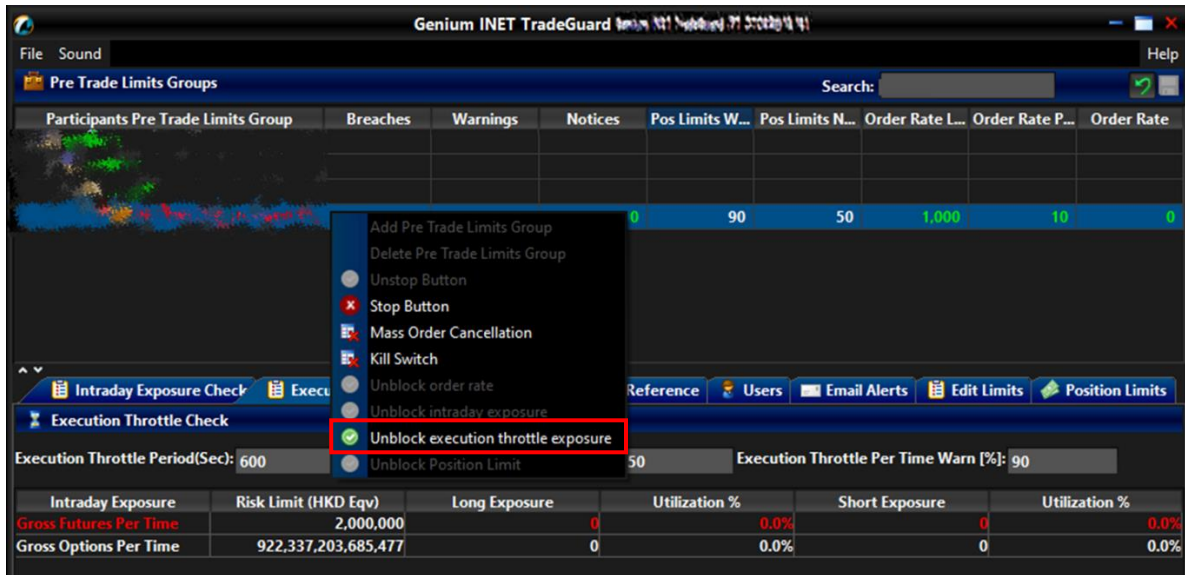 Genium INET TradeGuard
File Sound Help
Pre Trade Limits Groups Search:
Participants Pre Trade Limits Group Breaches Warnings Notices Pos Limits W... Pos Limits N... Order Rate L... Order Rate P... Order Rate
0 90 50 1,000 10 0
Add Pre Trade Limits Group
Delete Pre Trade Limits Group
Unstop Button
Stop Button
Mass Order Cancellation
Kill Switch
Unblock order rate
Unblock intraday exposure
Unblock execution throttle exposure
Unblock Position Limit
Intraday Exposure Check Execu Reference Users Email Alerts Edit Limits Position Limits
Execution Throttle Check
Execution Throttle Period(Sec): 600 50 Execution Throttle Per Time Warn [%]: 90
Intraday Exposure Risk Limit (HKD Eqv) Long Exposure Utilization % Short Exposure Utilization %
Gross Futures Per Time 2,000,000 0 0.0% 0 0.0%
Gross Options Per Time 922,337,203,685,477 0 0.0% 0 0.0%